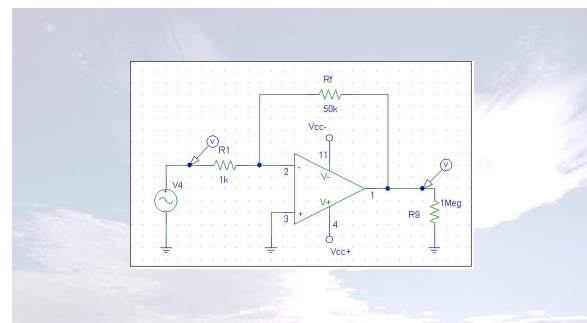 Rf
50k
Vcc-
V
R1
11
V
V4
2
-
V-
1k
1
1Meg
V+
R9
3
+
4
Vcc+